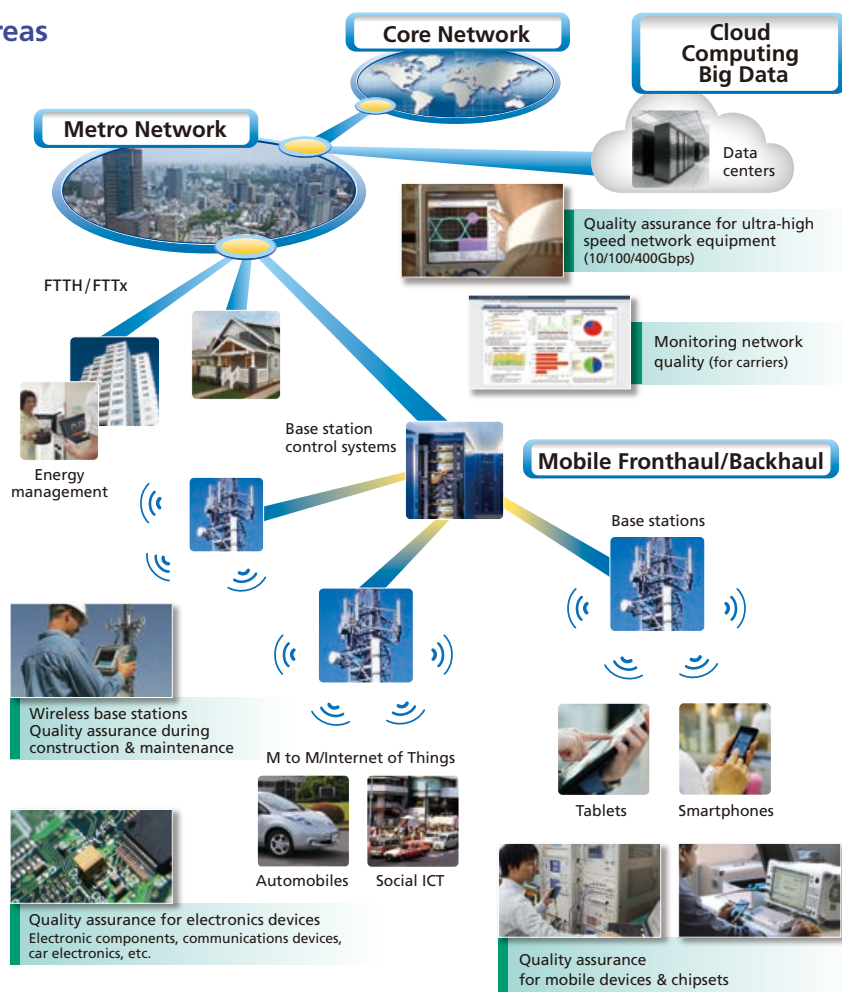 reas
Core Network
Cloud
Computing
Big Data
Metro Network
Data
centers
Quality assurance for ultra-high
speed network equipment
(10/100/400Gbps)
FTTH/FTTx
Monitoring network
quality (for carriers)
Base station
control systems
Energy
management
Mobile Fronthaul/Backhaul
Base stations
Wireless base stations
Quality assurance during
construction & maintenance
M to M/Internet of Things
Tablets
Smartphones
Automobiles
Social ICT
Quality assurance for electronics devices
Electronic components, communications devices,
car electronics, etc.
Quality assurance
for mobile devices & chipsets